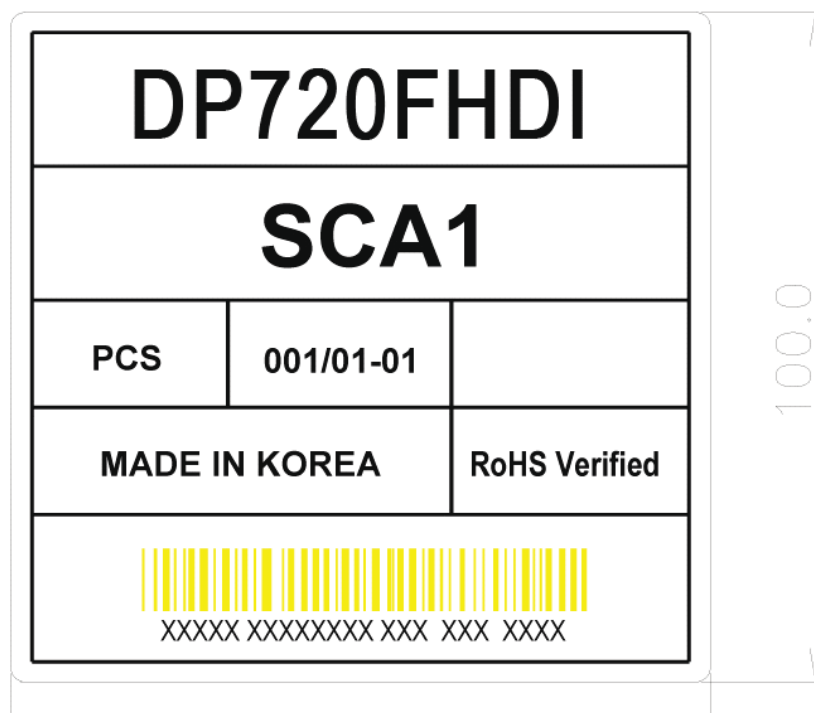 DP720FHDI
SCA1
PCS 001/01-01
MADE IN KOREA RoHS Verified
XXXXX XXXXXXXX XXX XXX XXXX
100.0